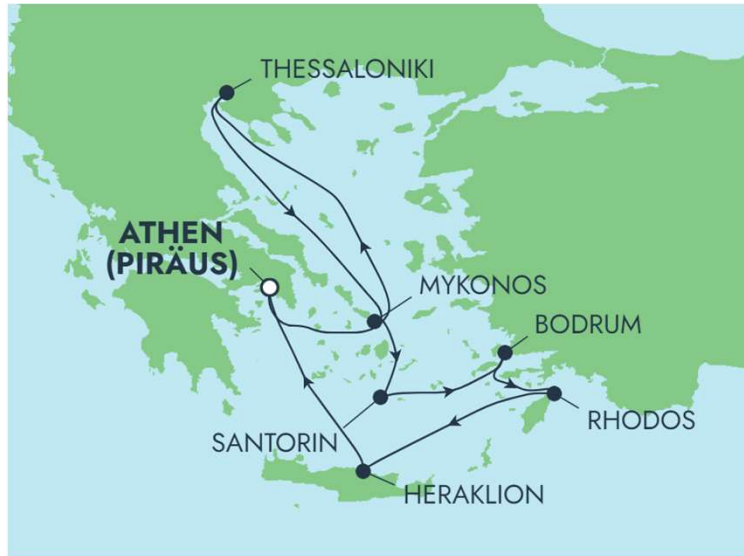 THESSALONIKI
ATHEN
(PIRÄUS)
MYKONOS
BODRUM
RHODOS
SANTORIN
HERAKLION